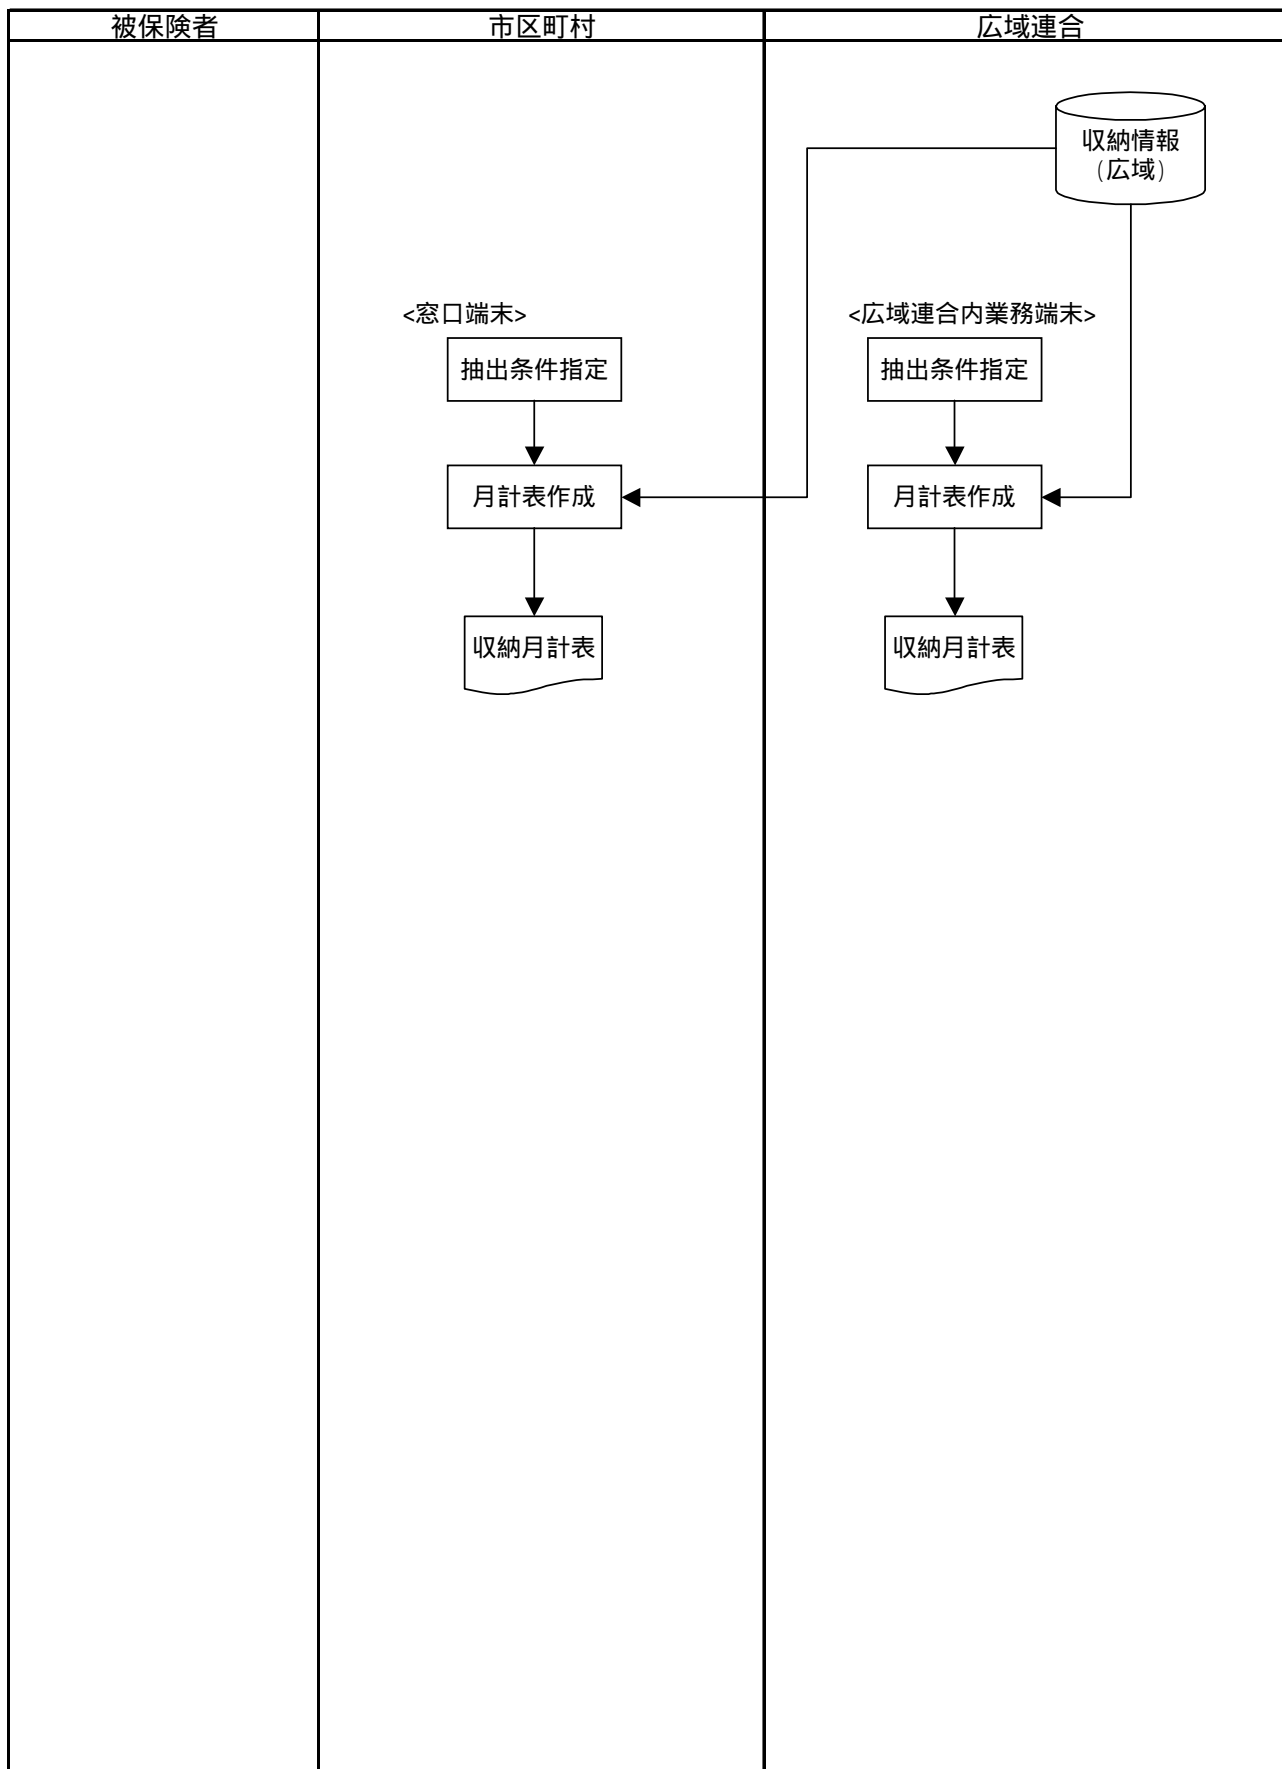 被保険者
市区町村
広域連合
収納情報
(広域)
<窓口端末>
<広域連合内業務端末>
抽出条件指定
抽出条件指定
月計表作成
月計表作成
収納月計表
収納月計表